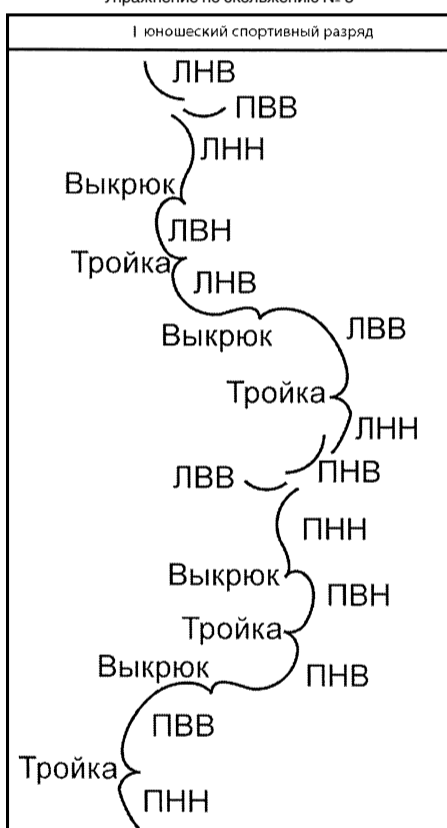 I юношеский спортивный разряд
ЛНВ
ПВВ
ЛНН
Выкрюк
ЛВН
Тройка
ЛНВ
Выкрюк
ЛВВ
Тройка
ЛНН
ПНВ
ЛВВ
ПНН
Выкрюк
ПВН
Тройка
Выкрюк
ПНВ
ПВВ
Тройка
ПНН